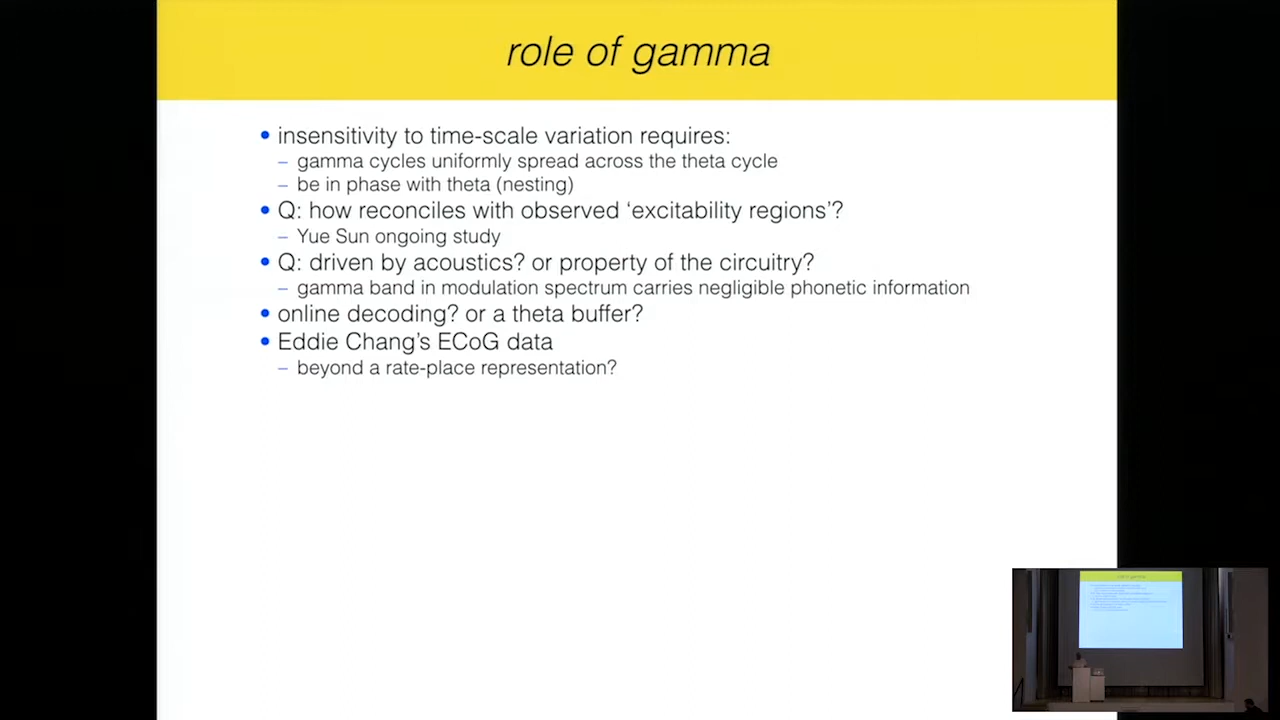 role of gamma
• insensitivity to time-scale variation requires:
– gamma cycles uniformly spread across the theta cycle
– be in phase with theta (nesting)
• Q: how reconciles with observed ‘excitability regions’?
– Yue Sun ongoing study
• Q: driven by acoustics? or property of the circuitry?
– gamma band in modulation spectrum carries negligible phonetic information
• online decoding? or a theta buffer?
• Eddie Chang’s ECoG data
– beyond a rate-place representation?